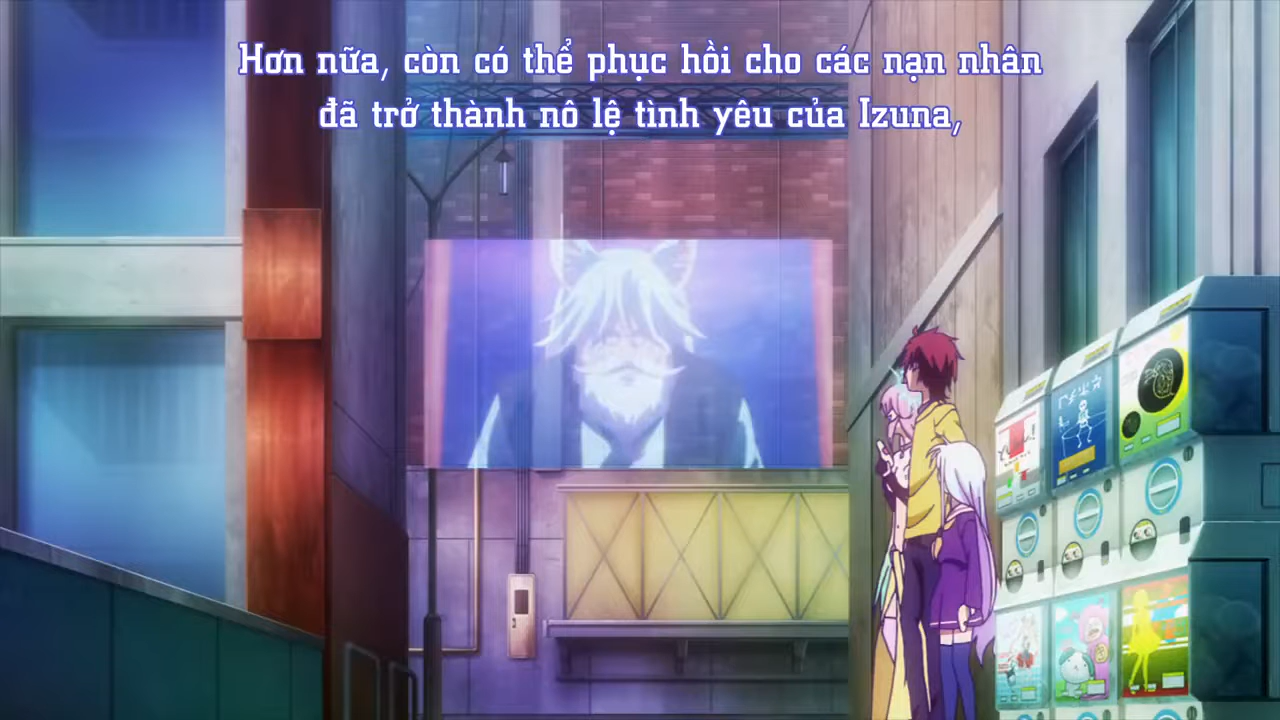 Hơn nữa, còn có thể phục hồi cho các nạn nhân
đã trở thành nô lệ tình yêu của Izuna,